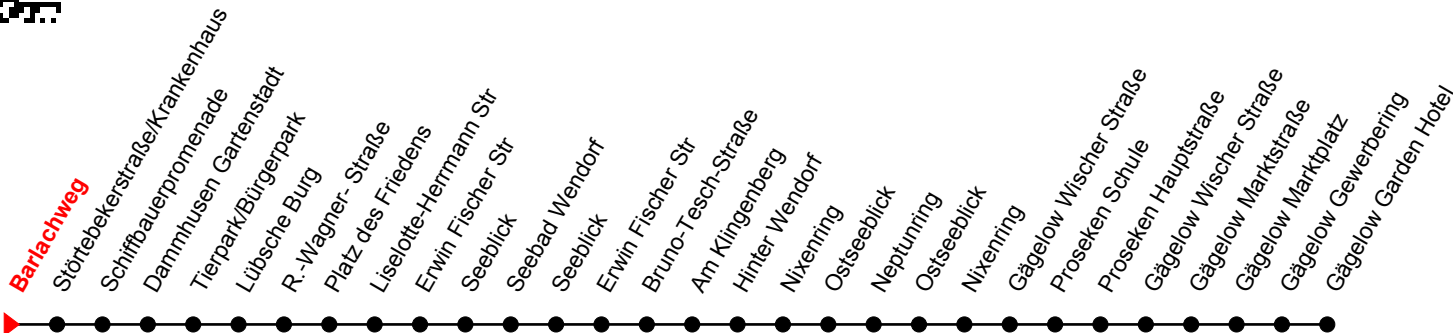 Barlachweg
Störtebekerstraße/Krankenhaus
Schiffbauerpromenade
Dammhusen Gartenstadt
Tierpark/Bürgerpark
Lübsche Burg
R.-Wagner- Straße
Platz des Friedens
Liselotte-Herrmann Str
Erwin Fischer Str
Seeblick
Seebad Wendorf
Seeblick
Erwin Fischer Str
Bruno-Tesch-Straße
Am Klingenberg
Hinter Wendorf
Nixenring
Ostseeblick
Neptunring
Ostseeblick
Nixenring
Gägelow Wischer Straße
Proseken Schule
Proseken Hauptstraße
Gägelow Wischer Straße
Gägelow Marktstraße
Gägelow Marktplatz
Gägelow Gewerbering
Gägelow Garden Hotel